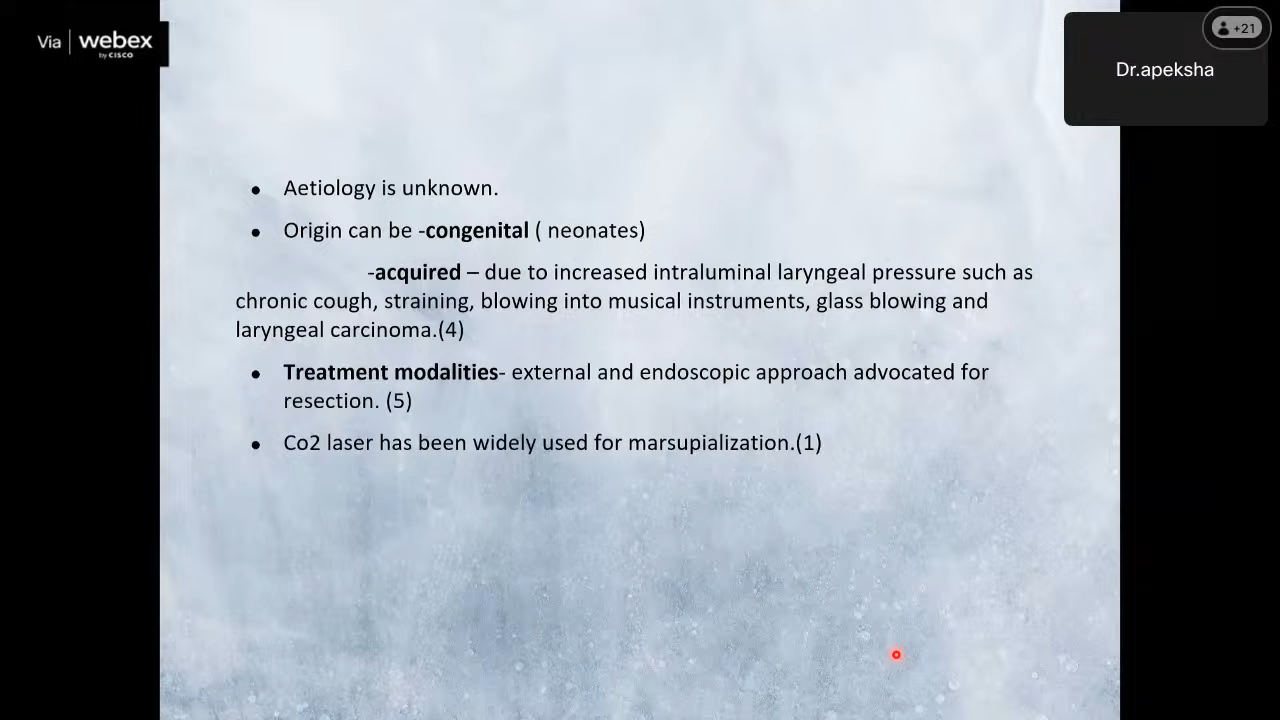 Via webex
by CISCO
+21
Dr.apeksha
• Aetiology is unknown.
• Origin can be -congenital ( neonates)
-acquired – due to increased intraluminal laryngeal pressure such as
chronic cough, straining, blowing into musical instruments, glass blowing and
laryngeal carcinoma.(4)
• Treatment modalities- external and endoscopic approach advocated for
resection. (5)
• Co2 laser has been widely used for marsupialization.(1)